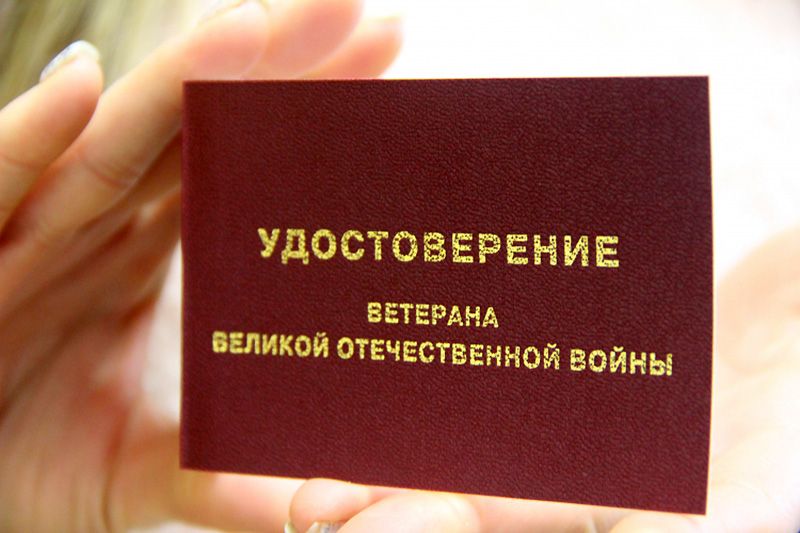 УДОСТОВЕРЕНИЕ
ВЕТЕРАНА
ВЕЛИКОЙ ОТЕЧЕСТВЕННОЙ ВОЙНЫ